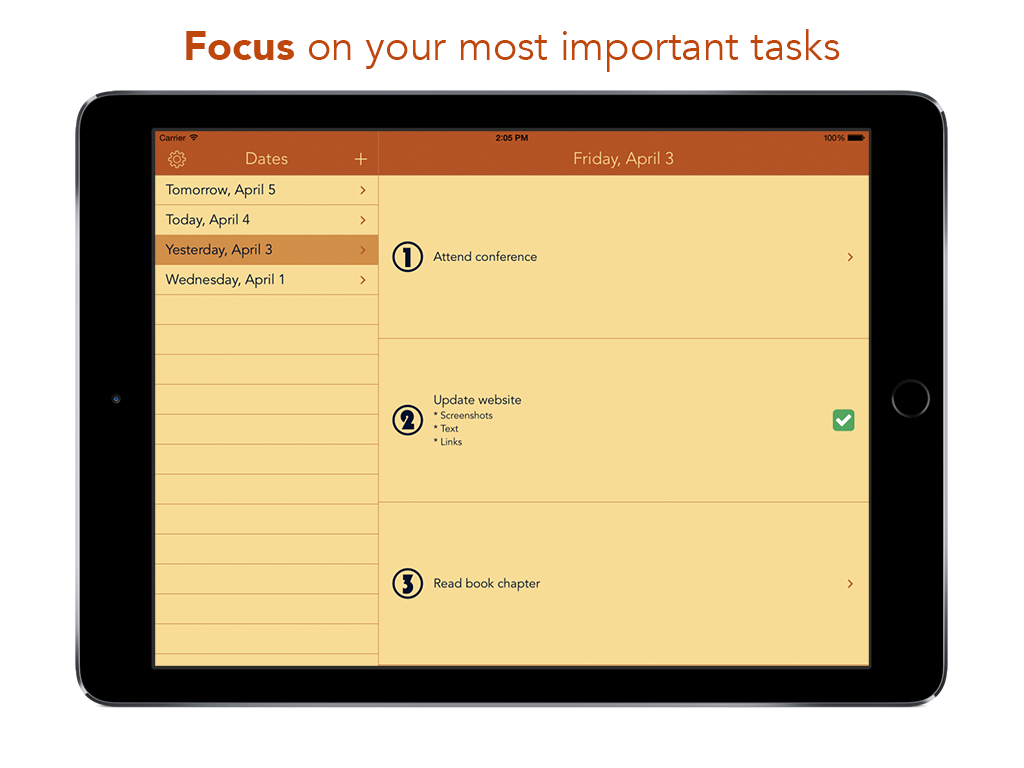 Focus on your most important tasks
Carrier 2:05 PM 100%
Dates + Friday, April 3
Tomorrow, April 5
Today, April 4
Yesterday, April 3
Wednesday, April 1
1 Attend conference
2 Update website
* Screenshots
* Text
* Links
3 Read book chapter